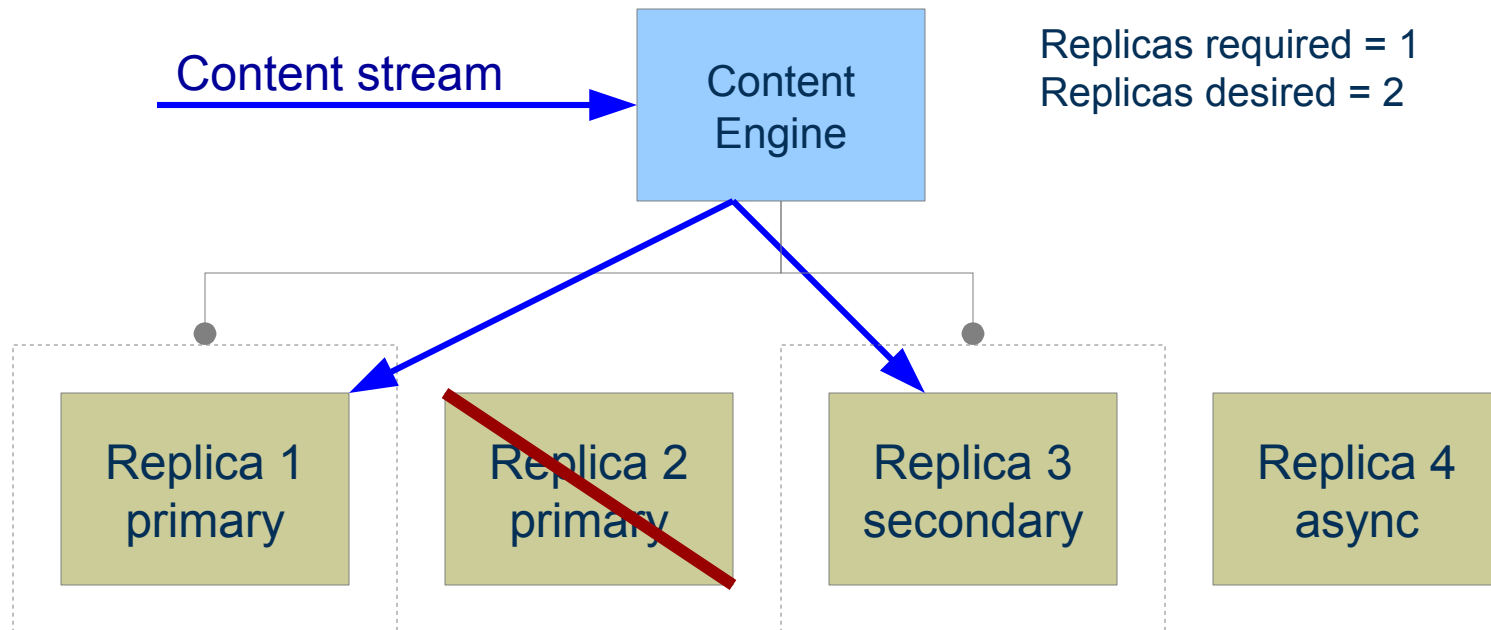 Content stream
Content
Engine
Replicas required = 1
Replicas desired = 2
Replica 1
primary
Replica 2
primary
Replica 3
secondary
Replica 4
async